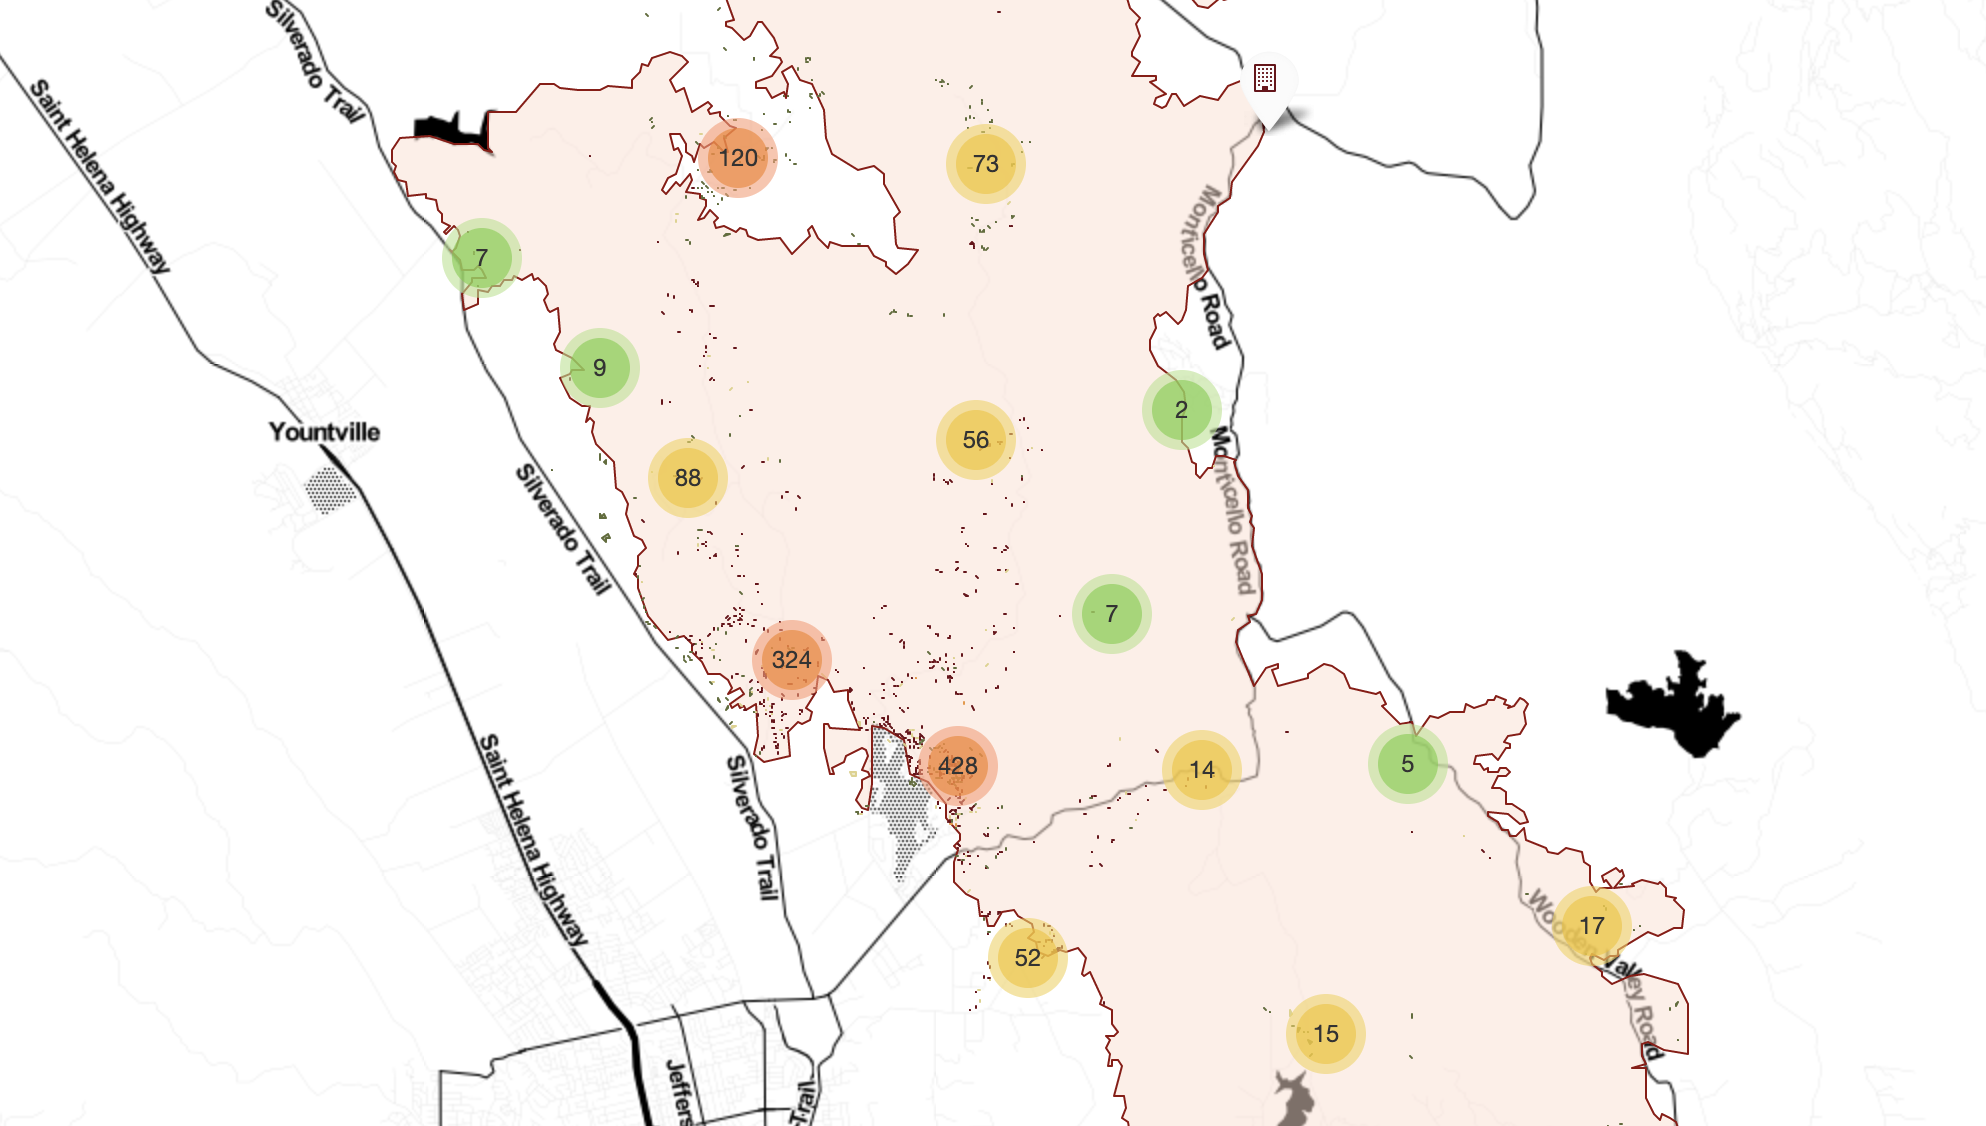 Silverado Trail
Saint Helena Highway
120
73
Monticello Road
7
9
2
Yountville
56
Monticello Road
88
Silverado Trail
7
324
Saint Helena Highway
Silverado Trail
428
14
5
Wooden Valley Road
17
52
15
Jeffers
Trail